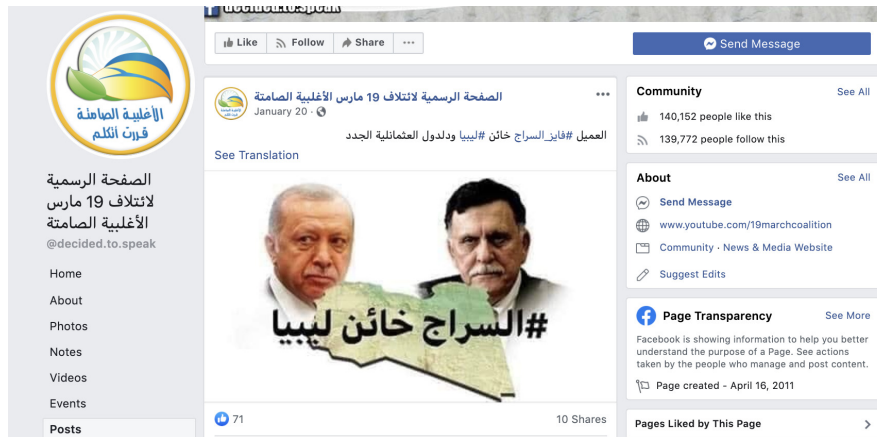 decided.to.speak
Like
Follow
Share
...
Send Message
الأغلبية الصامتة
قررت أتكلم
الصفحة الرسمية
لائتلاف 19 مارس
الأغلبية الصامتة
@decided.to.speak
Home
About
Photos
Notes
Videos
Events
Posts
الصفحة الرسمية لائتلاف 19 مارس الأغلبية الصامتة
January 20 ·
العميل #فايز_السراج خائن #ليبيا ودلدول العثمانلية الجدد
See Translation
#السراج خائن ليبيا
71
10 Shares
Community
See All
140,152 people like this
139,772 people follow this
About
See All
Send Message
www.youtube.com/19marchcoalition
Community · News & Media Website
Suggest Edits
Page Transparency
See More
Facebook is showing information to help you better
understand the purpose of a Page. See actions
taken by the people who manage and post content.
Page created - April 16, 2011
Pages Liked by This Page